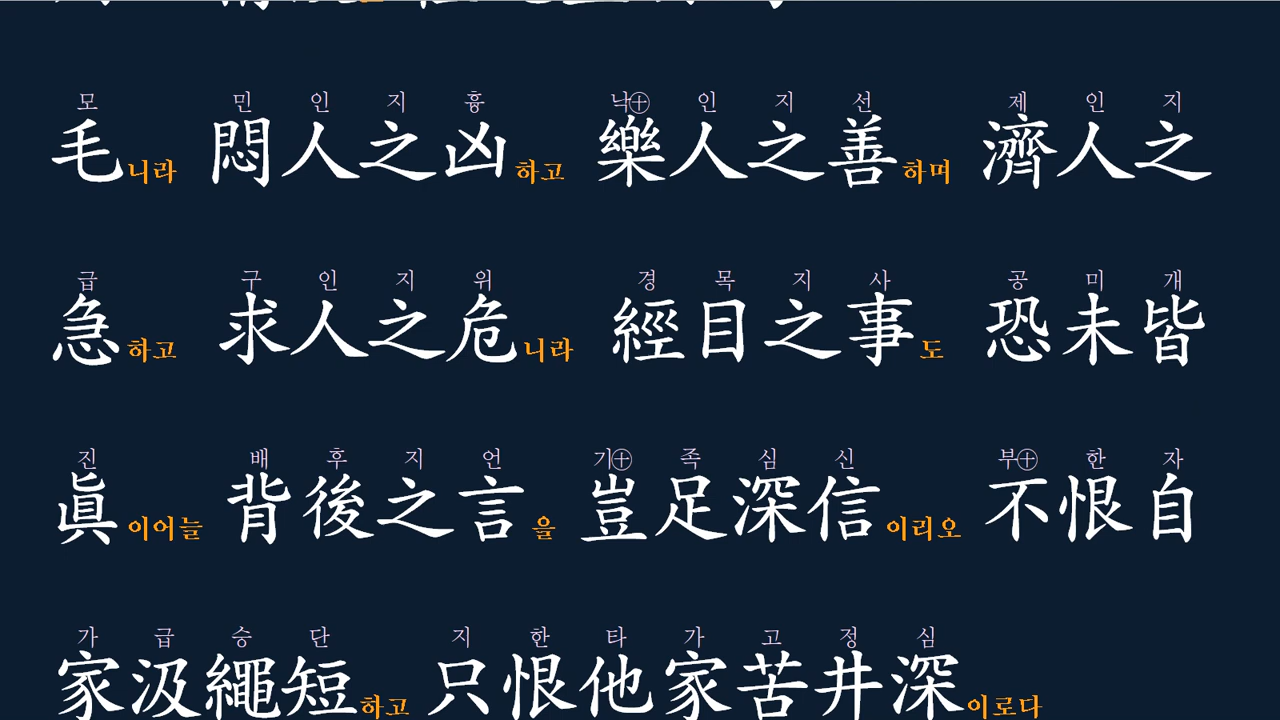 모 민 인 지 흉 낙㊉ 인 지 선 제 인 지
毛니라 悶人之凶하고 樂人之善하며 濟人之
급 구 인 지 위 경 목 지 사 공 미 개
急하고 求人之危니라 經目之事도 恐未皆
진 배 후 지 언 기㊉ 족 심 신 부㊉ 한 자
眞이어늘 背後之言을 豈足深信이리오 不恨自
가 급 승 단 지 한 타 가 고 정 심
家汲繩短하고 只恨他家苦井深이로다